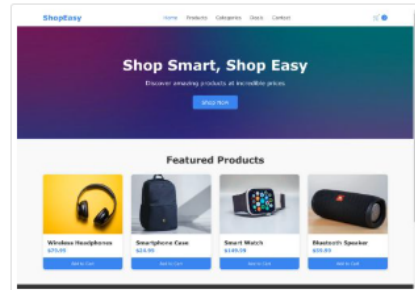 ShopEasy
Home Products Categories Deals Contact
Shop Smart, Shop Easy
Discover amazing products at incredible prices
Shop Now
Featured Products
Wireless Headphones
Smartphone Case
Smart Watch
Bluetooth Speaker
Add to Cart
Add to Cart
Add to Cart
Add to Cart